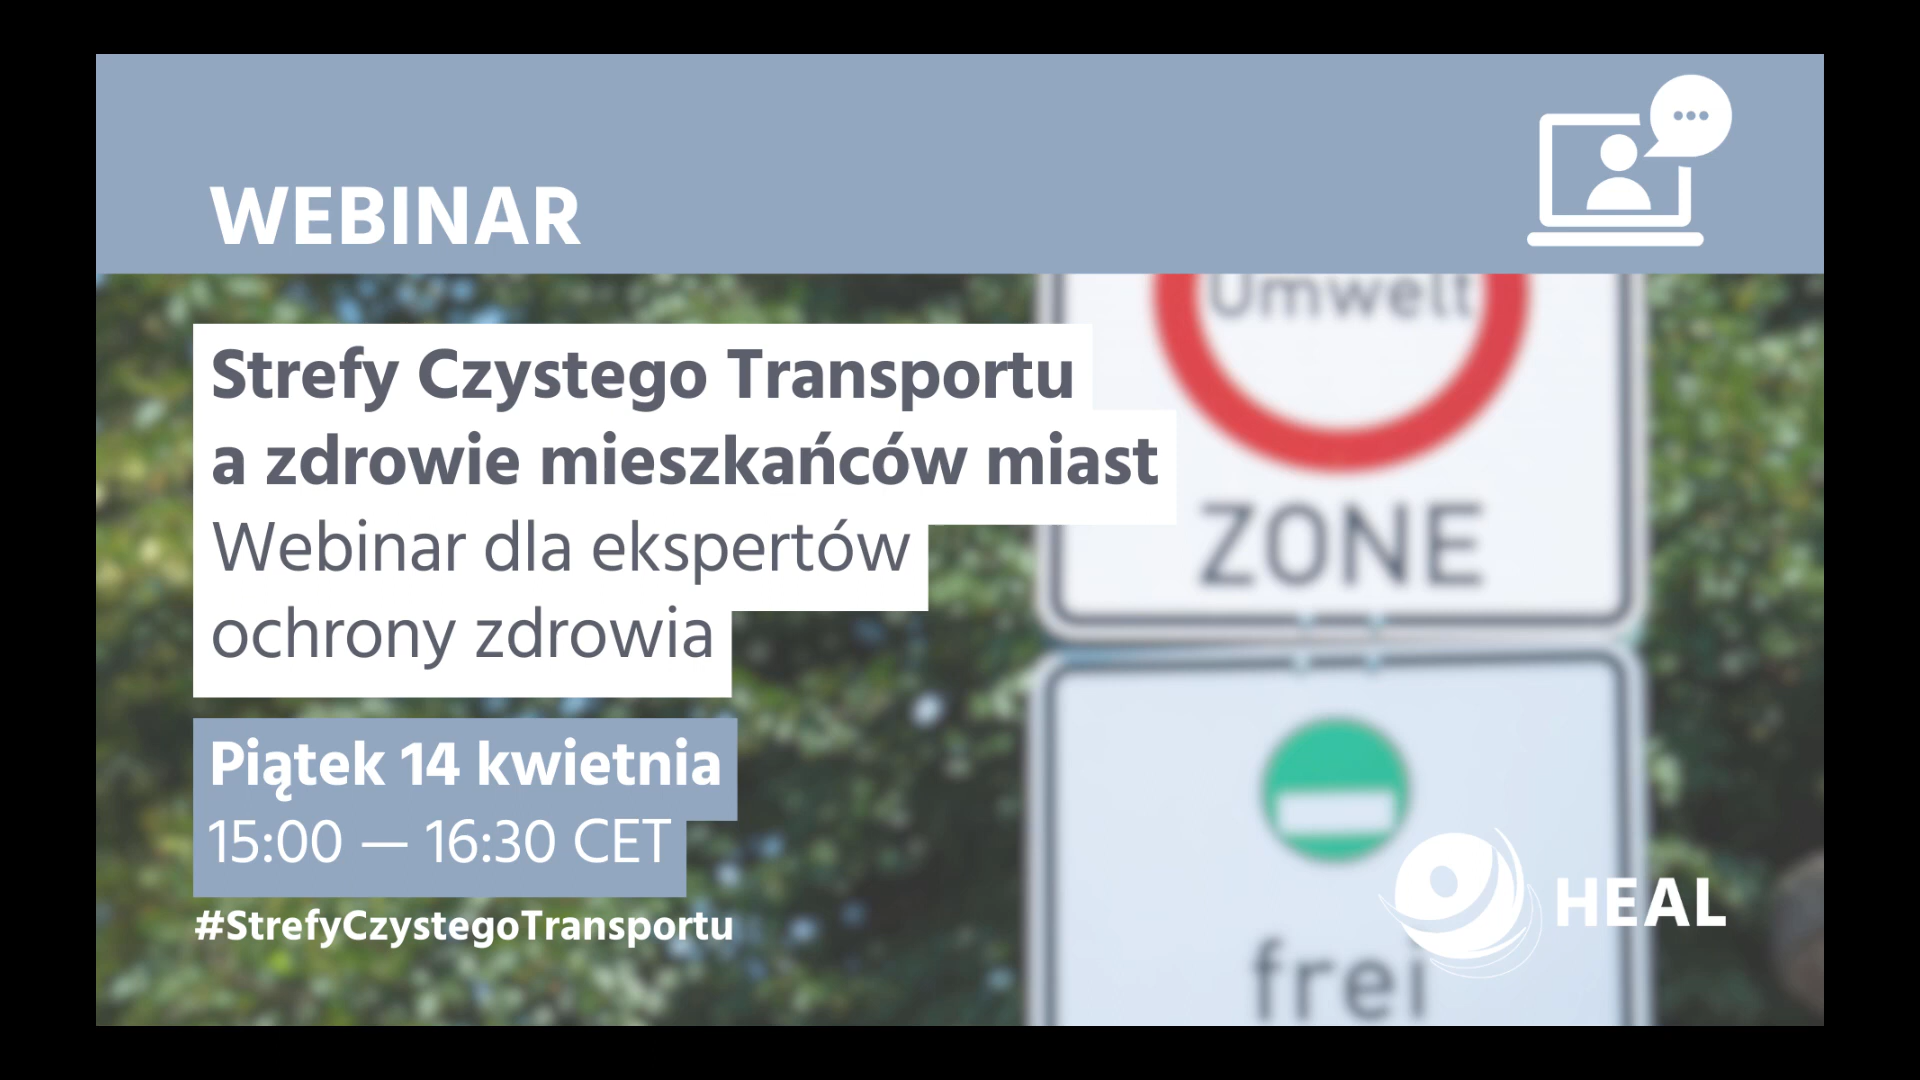 WEBINAR
Umwelt
Strefy Czystego Transportu
a zdrowie mieszkańców miast
Webinar dla ekspertów
ochrony zdrowia
ZONE
Piątek 14 kwietnia
15:00 — 16:30 CET
#StrefyCzystegoTransportu
HEAL
frei